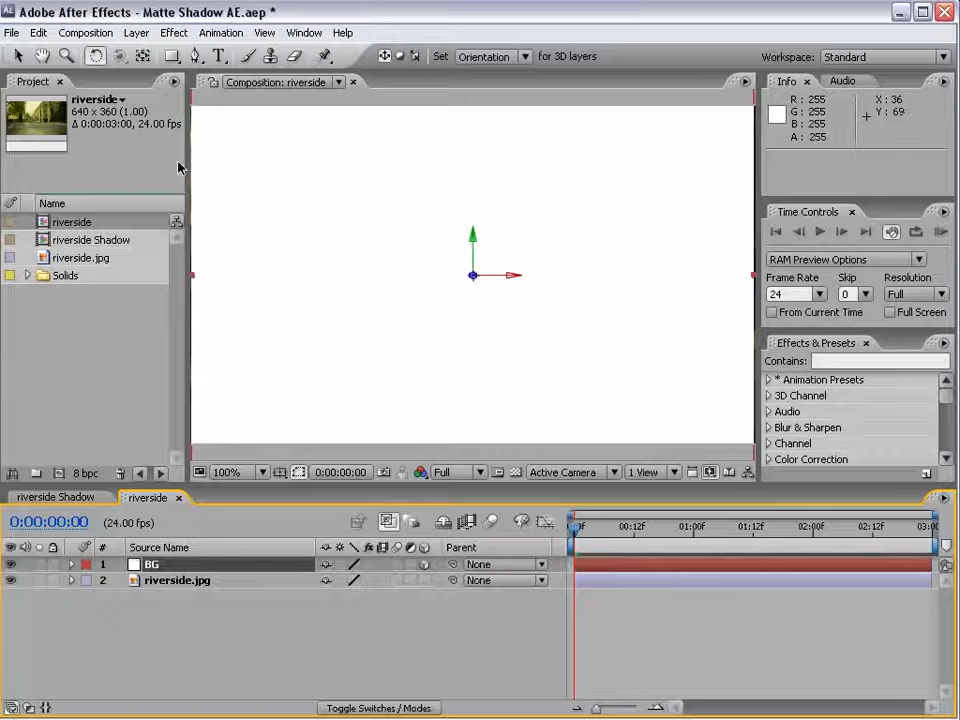 Adobe After Effects - Matte Shadow AE.aep *
File Edit Composition Layer Effect Animation View Window Help
Set Orientation for 3D layers Workspace: Standard
Project
riverside
640 x 360 (1.00)
Δ 0:00:03:00, 24.00 fps
Name
riverside
riverside Shadow
riverside.jpg
Solids
8 bpc
Composition: riverside
100% 0:00:00:00 Full Active Camera 1 View
Info Audio
R: 255 X: 36
G: 255 Y: 69
B: 255
A: 255
Time Controls
RAM Preview Options
Frame Rate Skip Resolution
24 0 Full
From Current Time Full Screen
Effects & Presets
Contains:
* Animation Presets
3D Channel
Audio
Blur & Sharpen
Channel
Color Correction
riverside Shadow riverside
0:00:00:00 (24.00 fps)
00:12f 01:00f 01:12f 02:00f 02:12f 03:00
# Source Name Parent
1 BG None
2 riverside.jpg None
Toggle Switches / Modes